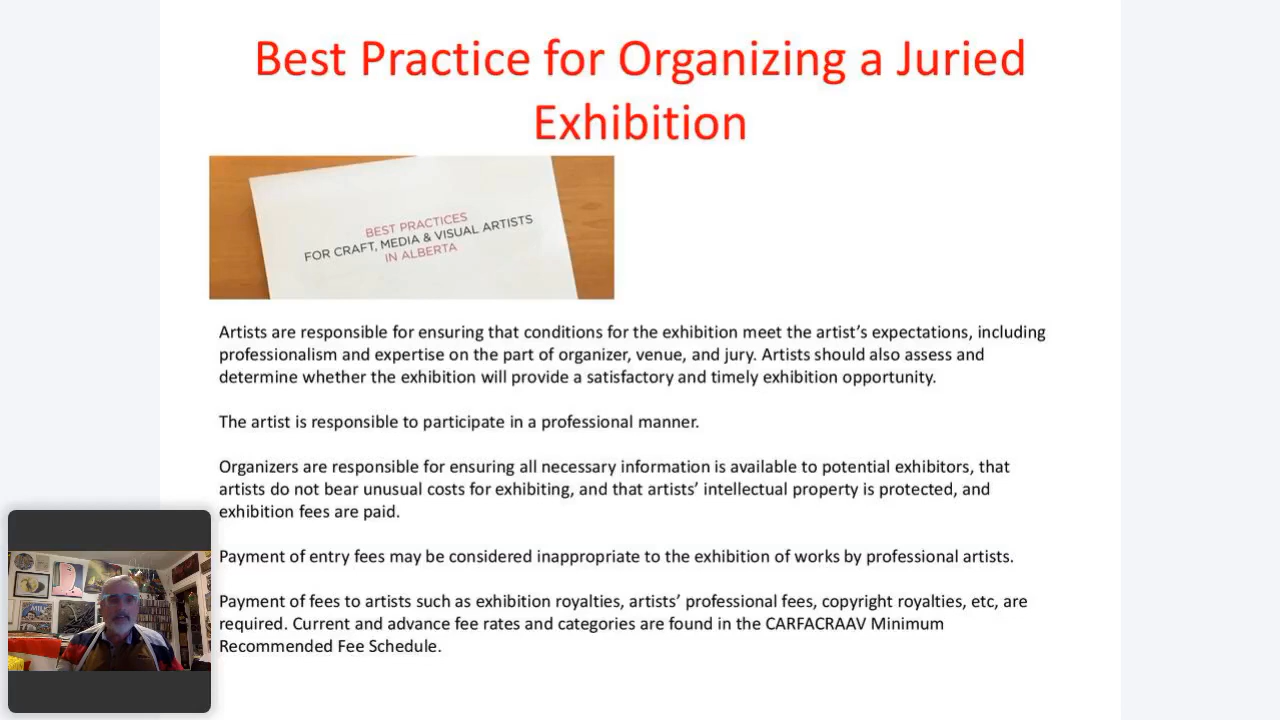 Best Practice for Organizing a Juried
Exhibition
BEST PRACTICES
FOR CRAFT, MEDIA & VISUAL ARTISTS
IN ALBERTA
Artists are responsible for ensuring that conditions for the exhibition meet the artist’s expectations, including
professionalism and expertise on the part of organizer, venue, and jury. Artists should also assess and
determine whether the exhibition will provide a satisfactory and timely exhibition opportunity.
The artist is responsible to participate in a professional manner.
Organizers are responsible for ensuring all necessary information is available to potential exhibitors, that
artists do not bear unusual costs for exhibiting, and that artists’ intellectual property is protected, and
exhibition fees are paid.
Payment of entry fees may be considered inappropriate to the exhibition of works by professional artists.
Payment of fees to artists such as exhibition royalties, artists’ professional fees, copyright royalties, etc, are
required. Current and advance fee rates and categories are found in the CARFACRAAV Minimum
Recommended Fee Schedule.